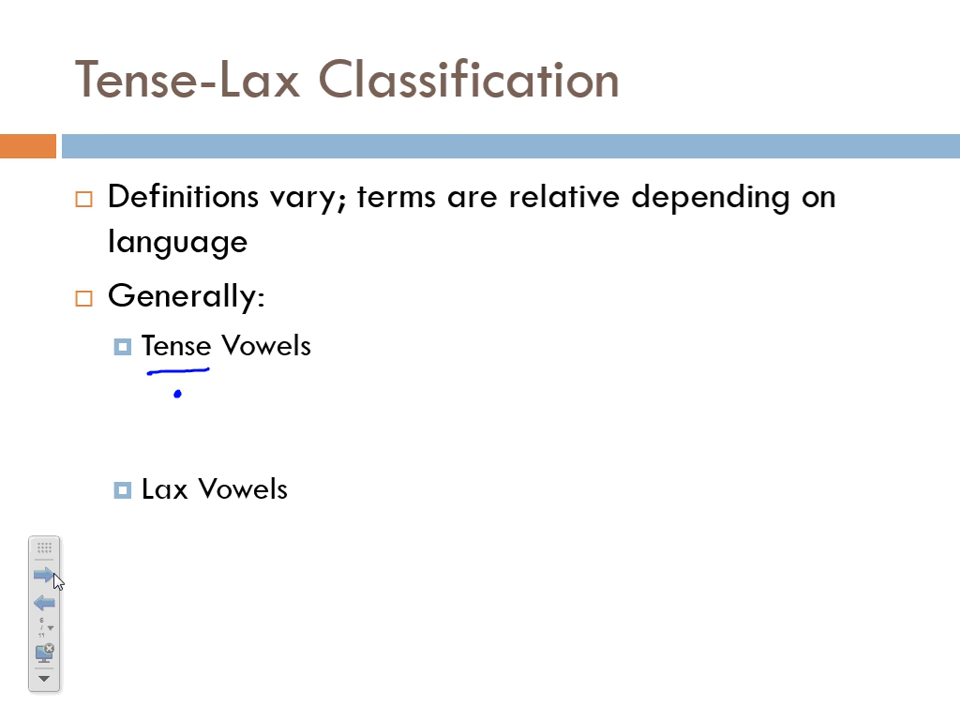 Tense-Lax Classification
Definitions vary; terms are relative depending on
language
Generally:
Tense Vowels
Lax Vowels